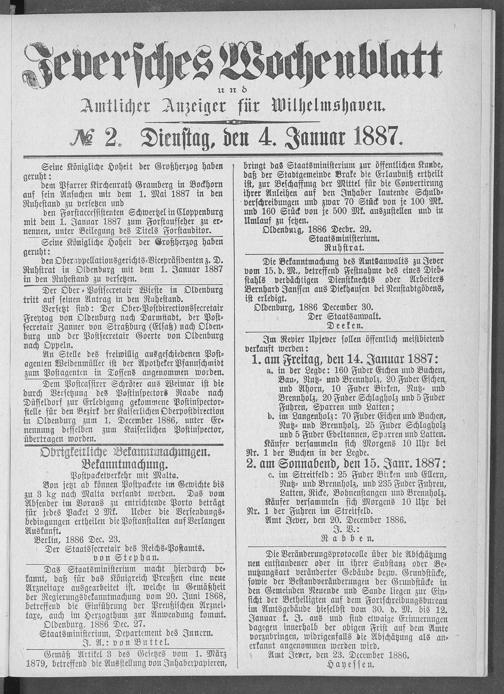 Jeversches Wochenblatt
und
Amtlicher Anzeiger für Wilhelmshaven.
№ 2. Dienstag, den 4. Januar 1887.
Seine Königliche Hoheit der Großherzog haben
geruht:
dem Pfarrer Kirchenrath Gramberg in Bockhorn
auf sein Ansuchen mit dem 1. Mai 1887 in den
Ruhestand zu versetzen und
den Forstaccessistenten Schwertzel in Cloppenburg
mit dem 1. Januar 1887 zum Forstaufseher zu er-
nennen, unter Beilegung des Titels Forstauditor.
Seine Königliche Hoheit der Großherzog haben
geruht:
den Ober-Appellationsgerichts-Vicepräsidenten z. D.
Ruhstrat in Oldenburg mit dem 1. Januar 1887
in den Ruhestand zu versetzen.
Der Ober-Postsecretair Wieste in Oldenburg
tritt auf seinen Antrag in den Ruhestand.
Versetzt sind: Der Ober-Postdirectionssecretair
Freytag von Oldenburg nach Darmstadt, der Post-
secretair Janner von Straßburg (Elsaß) nach Olden-
burg und der Postsecretair Goerte von Oldenburg
nach Oppeln.
An Stelle des freiwillig ausgeschiedenen Post-
agenten Weidenmüller ist der Apotheker Pfannschmidt
zum Postagenten in Tossens angenommen worden.
Dem Postcassirer Schröter aus Weimar ist die
durch Versetzung des Postinspectors Raabe nach
Düsseldorf zur Erledigung gekommene Postinspector-
stelle für den Bezirk der Kaiserlichen Oberpostdirection
in Oldenburg zum 1. December 1886, unter Er-
nennung desselben zum Kaiserlichen Postinspector,
übertragen worden.
Obrigkeitliche Bekanntmachungen.
Bekanntmachung.
Postpacketverkehr mit Malta.
Von jetzt ab können Postpackete im Gewichte bis
zu 3 kg nach Malta versandt werden. Das vom
Absender im Voraus zu entrichtende Porto beträgt
für jedes Packet 2 Mk. Ueber die Versendungs-
bedingungen ertheilen die Postanstalten auf Verlangen
Auskunft.
Berlin, 1886 Dec. 23.
Der Staatssecretair des Reichs-Postamts.
von Stephan.
Das Staatsministerium macht hierdurch be-
kannt, daß für das Königreich Preußen eine neue
Arzneitaxe ausgearbeitet ist, welche in Gemäßheit
der Regierungsbekanntmachung vom 20. Juni 1868,
betreffend die Einführung der Preußischen Arznei-
taxe, auch im Herzogthum zur Anwendung kommt.
Oldenburg, 1886 Dec. 27.
Staatsministerium, Departement des Innern.
J. A.: von Buttel.
Gemäß Artikel 3 des Gesetzes vom 1. März
1879, betreffend die Ausstellung von Inhaberpapieren,
bringt das Staatsministerium zur öffentlichen Kunde,
daß der Stadtgemeinde Brake die Erlaubniß ertheilt
ist, zur Beschaffung der Mittel für die Convertirung
ihrer Anleihen auf den Inhaber lautende Schuld-
verschreibungen und zwar 70 Stück von je 100 Mk.
und 160 Stück von je 500 Mk. auszustellen und in
Umlauf zu setzen.
Oldenburg, 1886 Decbr. 29.
Staatsministerium.
Ruhstrat.
Die Bekanntmachung des Amtsanwalts zu Jever
vom 15. d. M., betreffend Festnahme des eines Dieb-
stahls verdächtigen Dienstknechts oder Arbeiters
Bernhard Janssen aus Diekhausen bei Neustadtgödens,
ist erledigt.
Oldenburg, 1886 December 30.
Der Staatsanwalt.
Deeken.
Im Revier Upjever sollen öffentlich meistbietend
verkauft werden:
1. am Freitag, den 14. Januar 1887:
a. in der Legde: 160 Fuder Eichen und Buchen,
Bau-, Nutz- und Brennholz, 20 Fuder Eschen
und Ahorn, 10 Fuder Birken, Nutz- und
Brennholz, 20 Fuder Schlagholz und 5 Fuder
Fuhren, Sparren und Latten;
b. im Langenholz: 70 Fuder Eichen und Buchen,
Nutz- und Brennholz, 25 Fuder Schlagholz
und 5 Fuder Edeltannen, Sparren und Latten.
Käufer versammeln sich Morgens 10 Uhr bei
Nr. 1 der Buchen in der Legde.
2. am Sonnabend, den 15. Janr. 1887:
c. im Streitfeld: 25 Fuder Birken und Ellern,
Nutz- und Brennholz, und 235 Fuder Fuhren,
Latten, Ricke, Bohnenstangen und Brennholz.
Käufer versammeln sich Morgens 10 Uhr bei
Nr. 1 der Fuhren im Streitfeld.
Amt Jever, den 20. December 1886.
J. V.:
Rabben.
Die Veränderungsprotocolle über die Abschätzung
neu entstandener oder in ihrer Substanz oder Be-
nutzungsart veränderter Gebäude bezw. Grundstücke,
sowie der Bestandveränderungen der Grundstücke in
den Gemeinden Neuende und Sande liegen zur Ein-
sicht der Betheiligten auf dem Fortschreibungsbureau
im Amtsgebäude hieselbst vom 30. d. M. bis 12.
Januar k. J. aus und sind etwaige Erinnerungen
dagegen innerhalb dieser Frist allhier beim Amte
vorzubringen, widrigenfalls die Abschätzung als an-
erkannt angenommen werden wird.
Amt Jever, den 23. December 1886.
Hayessen.